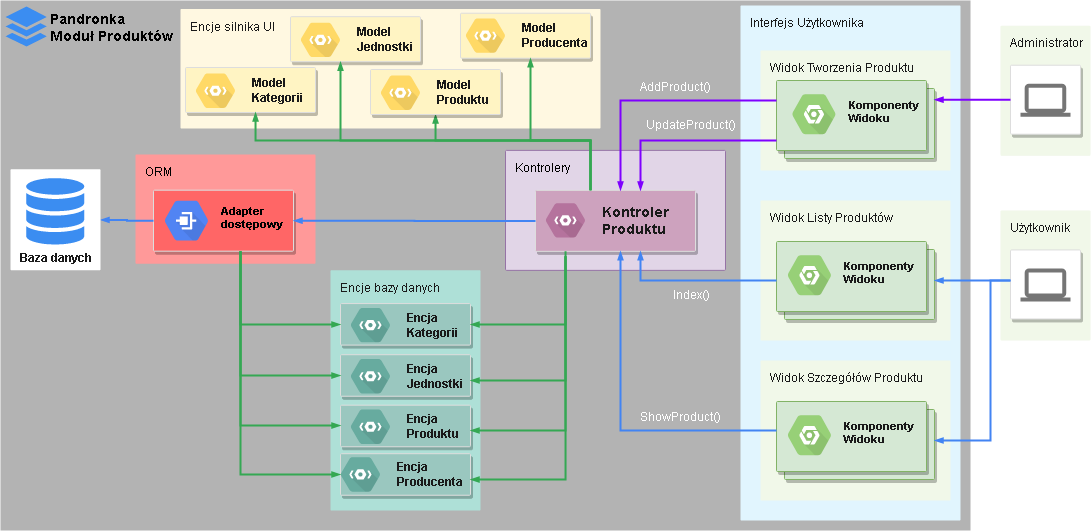 Pandronka
Moduł Produktów
Encje silnika UI
Model
Jednostki
Model
Producenta
Model
Kategorii
Model
Produktu
Interfejs Użytkownika
Widok Tworzenia Produktu
Komponenty
Widoku
Administrator
AddProduct()
UpdateProduct()
ORM
Adapter
dostępowy
Baza danych
Kontrolery
Kontroler
Produktu
Widok Listy Produktów
Komponenty
Widoku
Użytkownik
Index()
Encje bazy danych
Encja
Kategorii
Encja
Jednostki
Encja
Produktu
Encja
Producenta
Widok Szczegółów Produktu
Komponenty
Widoku
ShowProduct()